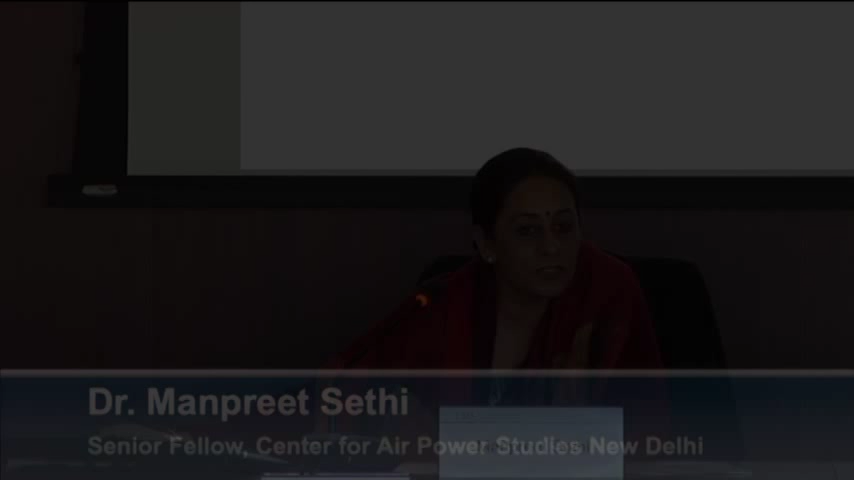 Dr. Manpreet Sethi
Senior Fellow, Center for Air Power Studies New Delhi